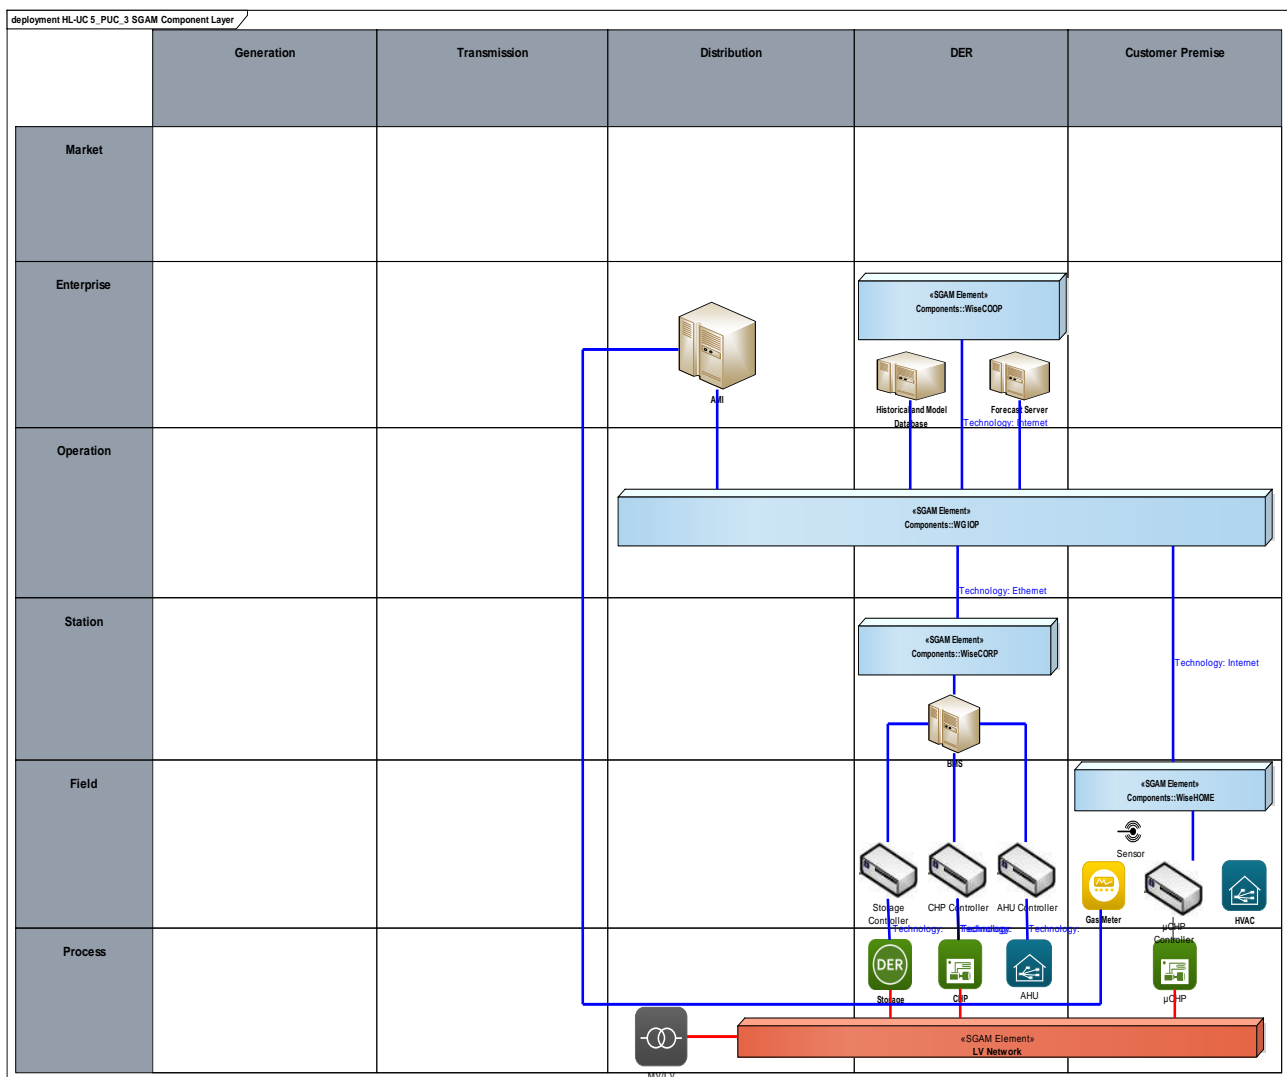 deployment HL-UC 5_PUC_3 SGAM Component Layer
Generation
Transmission
Distribution
DER
Customer Premise
Market
Enterprise
«SGAM Element»
Components::WiseCOOP
AMI
Historical and Model
Database
Forecast Server
Technology: Internet
Operation
«SGAM Element»
Components::WGIOP
Technology: Ethernet
Station
«SGAM Element»
Components::WiseCORP
Technology: Internet
BMS
Field
«SGAM Element»
Components::WiseHOME
Sensor
Storage
Controller
CHP Controller
AHU Controller
Gas Meter
µCHP
Controller
HVAC
Technology:
Technology:
Technology:
Process
DER
Storage
CHP
AHU
µCHP
«SGAM Element»
LV Network
MV/LV